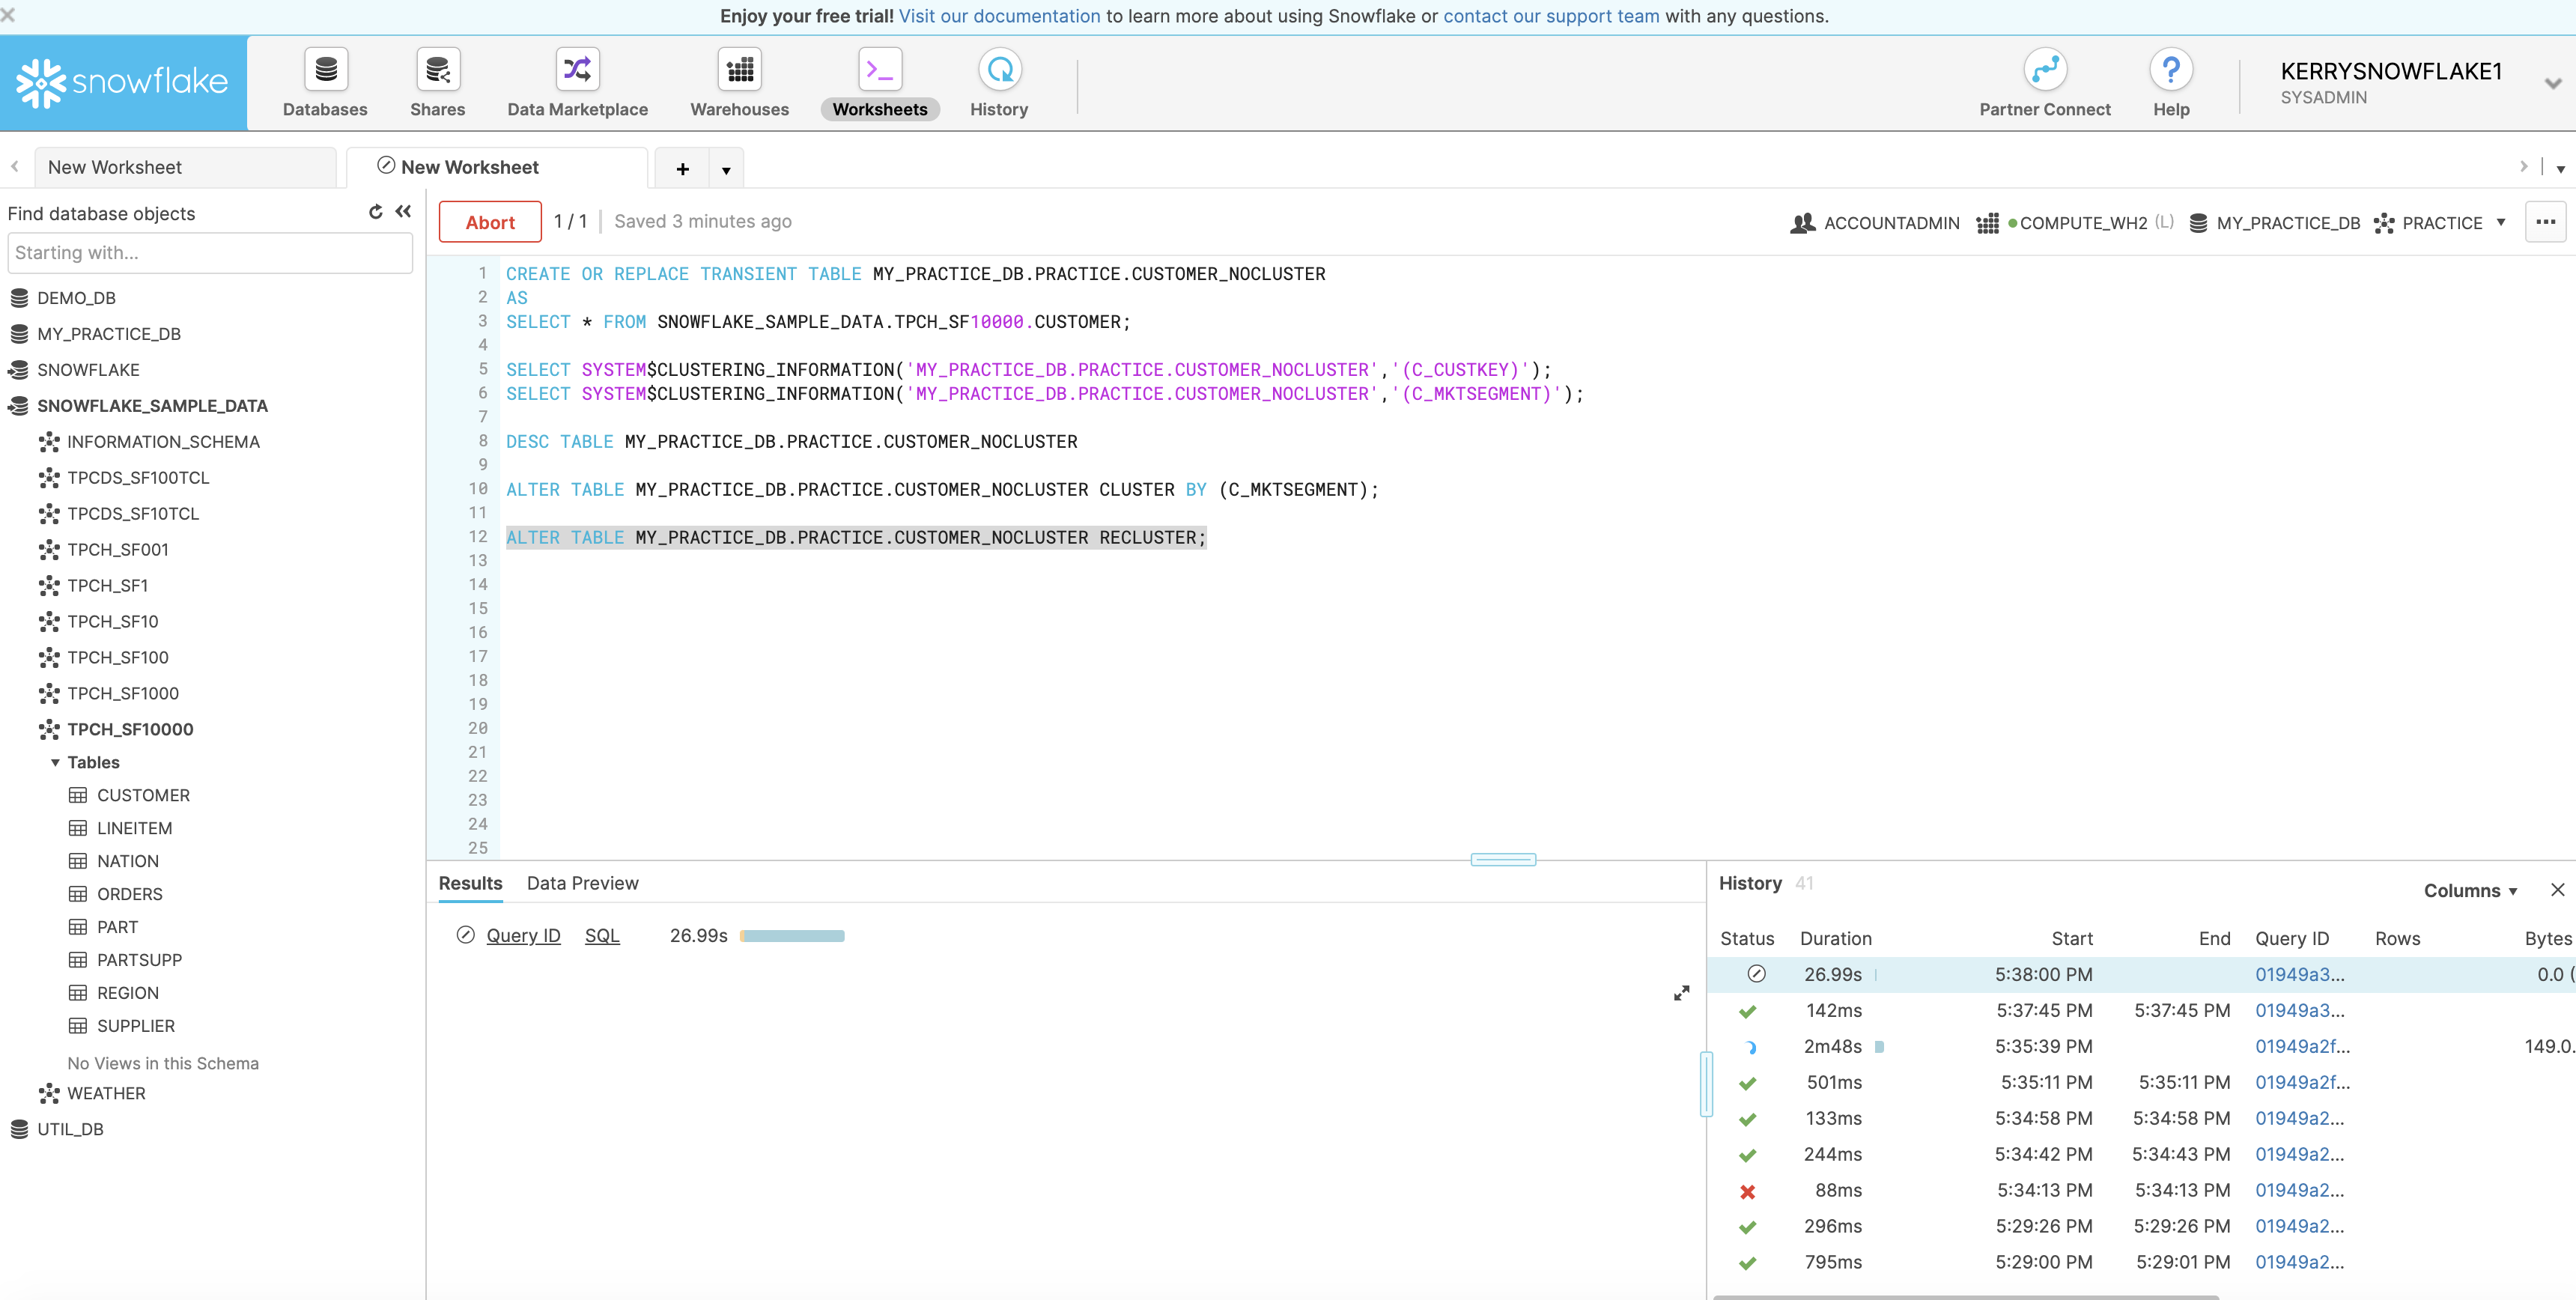 Enjoy your free trial! Visit our documentation to learn more about using Snowflake or contact our support team with any questions.
snowflake
Databases
Shares
Data Marketplace
Warehouses
Worksheets
History
Partner Connect
Help
KERRYSNOWFLAKE1
SYSADMIN
New Worksheet
New Worksheet
Find database objects
Starting with...
DEMO_DB
MY_PRACTICE_DB
SNOWFLAKE
SNOWFLAKE_SAMPLE_DATA
INFORMATION_SCHEMA
TPCDS_SF100TCL
TPCDS_SF10TCL
TPCH_SF001
TPCH_SF1
TPCH_SF10
TPCH_SF100
TPCH_SF1000
TPCH_SF10000
Tables
CUSTOMER
LINEITEM
NATION
ORDERS
PART
PARTSUPP
REGION
SUPPLIER
No Views in this Schema
WEATHER
UTIL_DB
Abort 1 / 1 Saved 3 minutes ago
ACCOUNTADMIN COMPUTE_WH2 (L) MY_PRACTICE_DB PRACTICE
1 CREATE OR REPLACE TRANSIENT TABLE MY_PRACTICE_DB.PRACTICE.CUSTOMER_NOCLUSTER
2 AS
3 SELECT * FROM SNOWFLAKE_SAMPLE_DATA.TPCH_SF10000.CUSTOMER;
4
5 SELECT SYSTEM$CLUSTERING_INFORMATION('MY_PRACTICE_DB.PRACTICE.CUSTOMER_NOCLUSTER','(C_CUSTKEY)');
6 SELECT SYSTEM$CLUSTERING_INFORMATION('MY_PRACTICE_DB.PRACTICE.CUSTOMER_NOCLUSTER','(C_MKTSEGMENT)');
7
8 DESC TABLE MY_PRACTICE_DB.PRACTICE.CUSTOMER_NOCLUSTER
9
10 ALTER TABLE MY_PRACTICE_DB.PRACTICE.CUSTOMER_NOCLUSTER CLUSTER BY (C_MKTSEGMENT);
11
12 ALTER TABLE MY_PRACTICE_DB.PRACTICE.CUSTOMER_NOCLUSTER RECLUSTER;
13
14
15
16
17
18
19
20
21
22
23
24
25
Results Data Preview
Query ID SQL 26.99s
History 41
Columns
Status Duration Start End Query ID Rows Bytes
26.99s 5:38:00 PM 01949a3... 0.0 (
142ms 5:37:45 PM 5:37:45 PM 01949a3...
2m48s 5:35:39 PM 01949a2f... 149.0.
501ms 5:35:11 PM 5:35:11 PM 01949a2f...
133ms 5:34:58 PM 5:34:58 PM 01949a2...
244ms 5:34:42 PM 5:34:43 PM 01949a2...
88ms 5:34:13 PM 5:34:13 PM 01949a2...
296ms 5:29:26 PM 5:29:26 PM 01949a2...
795ms 5:29:00 PM 5:29:01 PM 01949a2...